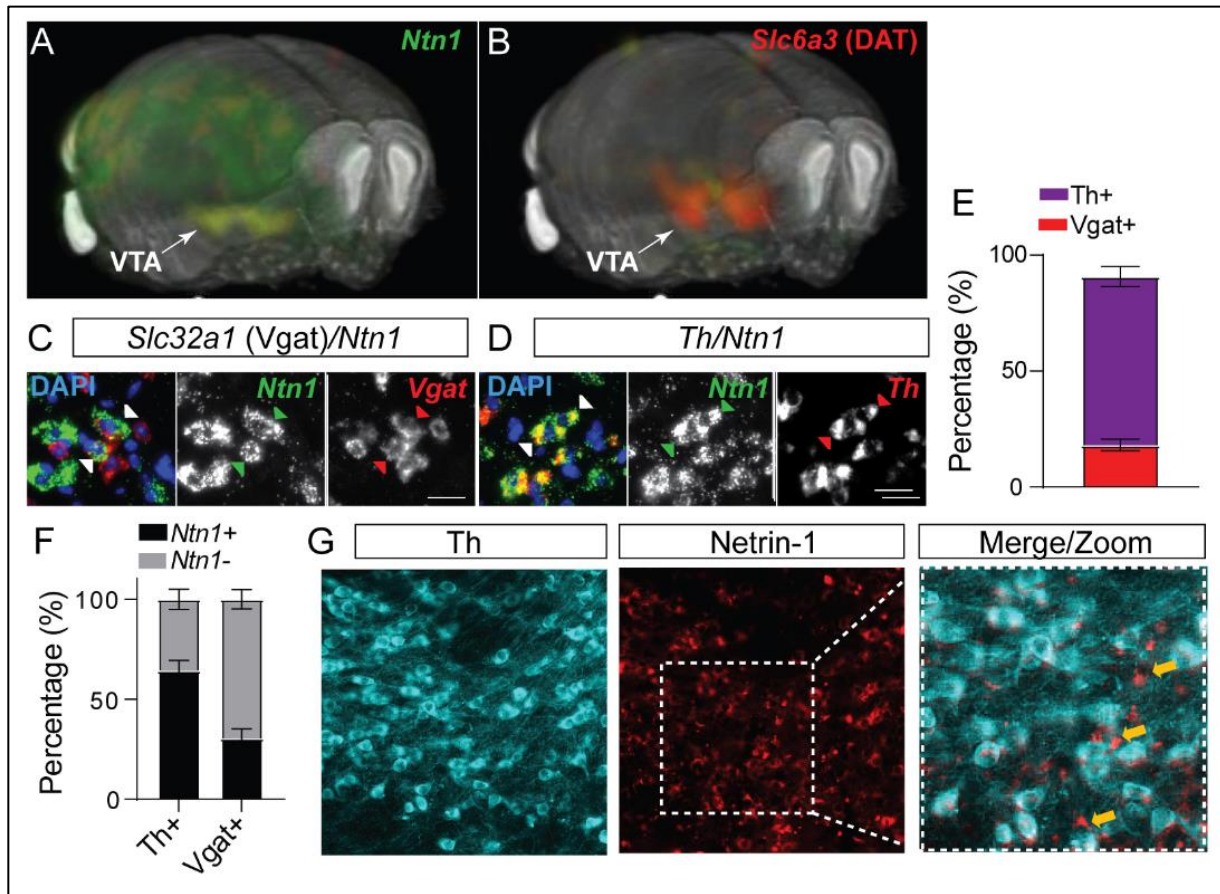 A
Ntn1
VTA
B
Slc6a3 (DAT)
VTA
C
Slc32a1 (Vgat)/Ntn1
DAPI
Ntn1
Vgat
D
Th/Ntn1
DAPI
Ntn1
Th
E
Th+
Vgat+
Percentage (%)
100
50
0
F
Ntn1+
Ntn1-
Percentage (%)
100
50
0
Th+
Vgat+
G
Th
Netrin-1
Merge/Zoom